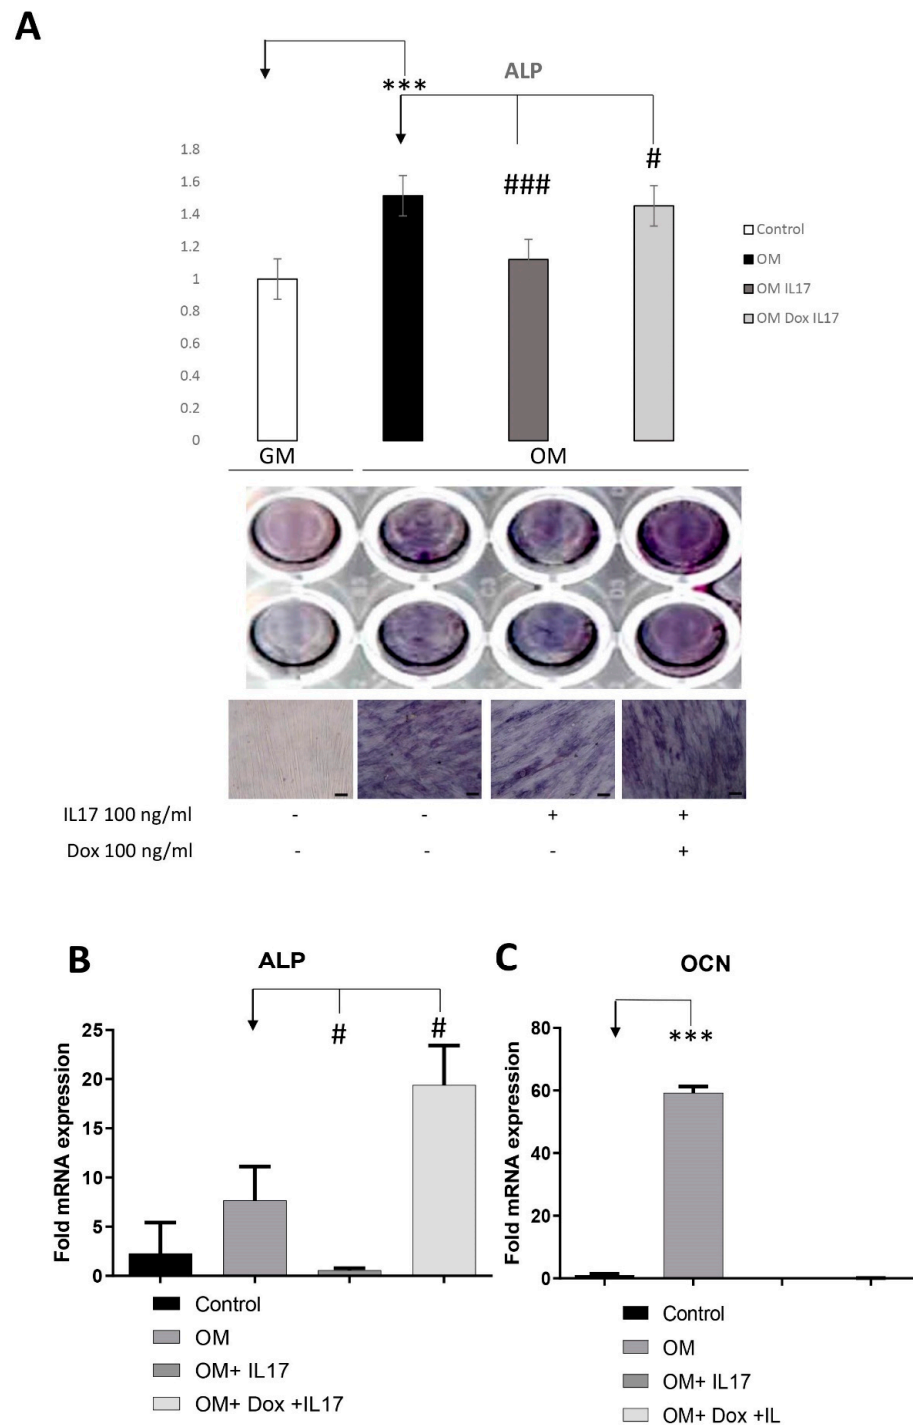 A
***
ALP
1.8
1.6
1.4
1.2
1
0.8
0.6
0.4
0.2
0
###
#
Control
OM
OM IL17
OM Dox IL17
GM OM
IL17 100 ng/ml - - + +
Dox 100 ng/ml - - - +
B
ALP
# #
Fold mRNA expression
25
20
15
10
5
0
Control
OM
OM+ IL17
OM+ Dox +IL17
C
OCN
***
Fold mRNA expression
80
60
40
20
0
Control
OM
OM+ IL17
OM+ Dox +IL